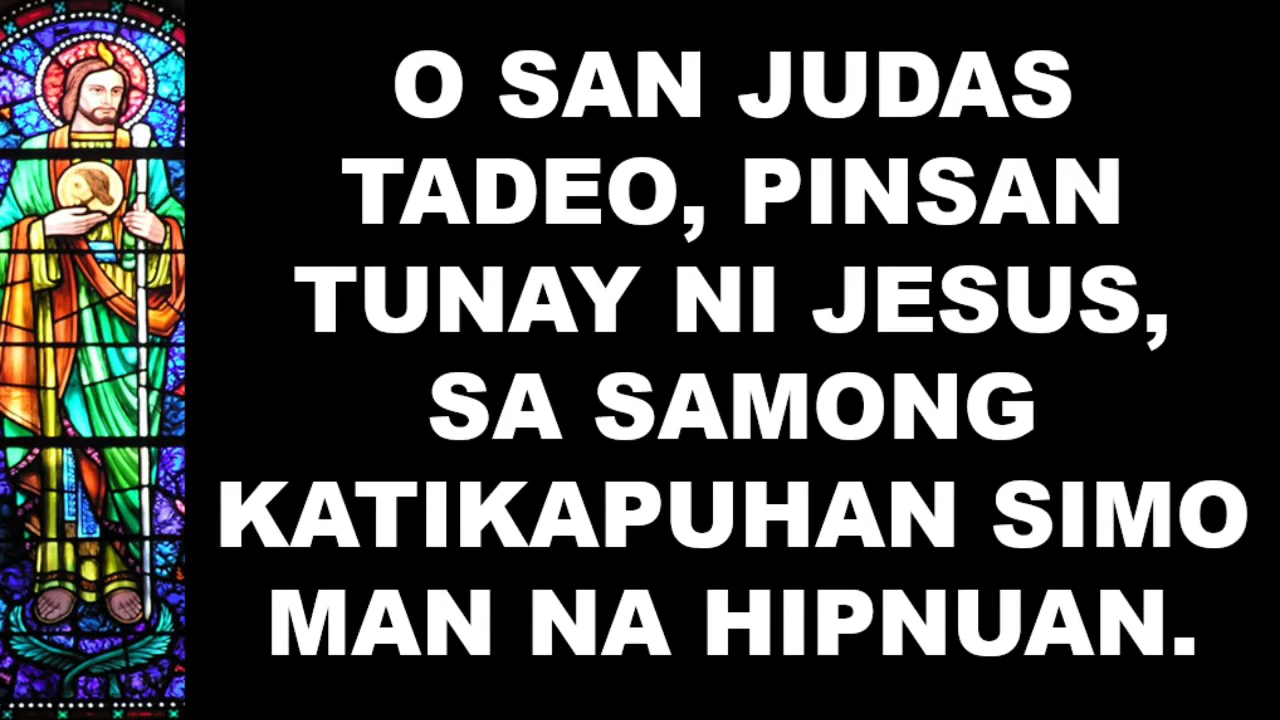 O SAN JUDAS
TADEO, PINSAN
TUNAY NI JESUS,
SA SAMONG
KATIKAPUHAN SIMO
MAN NA HIPNUAN.